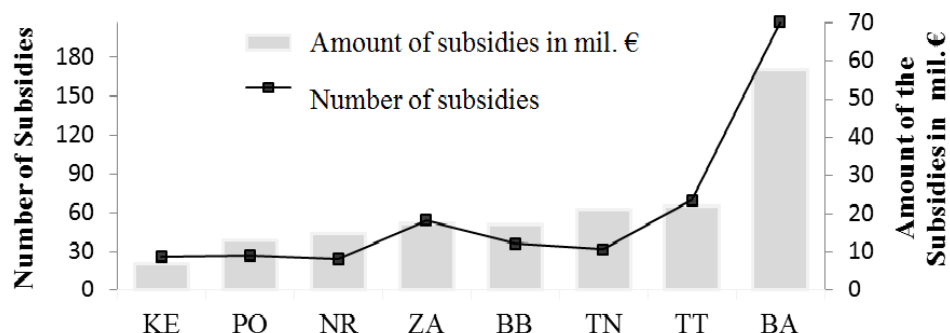 Number of Subsidies
180
150
120
90
60
30
0
Amount of subsidies in mil. €
Number of subsidies
70
60
50
40
30
20
10
0
Amount of the
Subsidies in mil. €
KE PO NR ZA BB TN TT BA